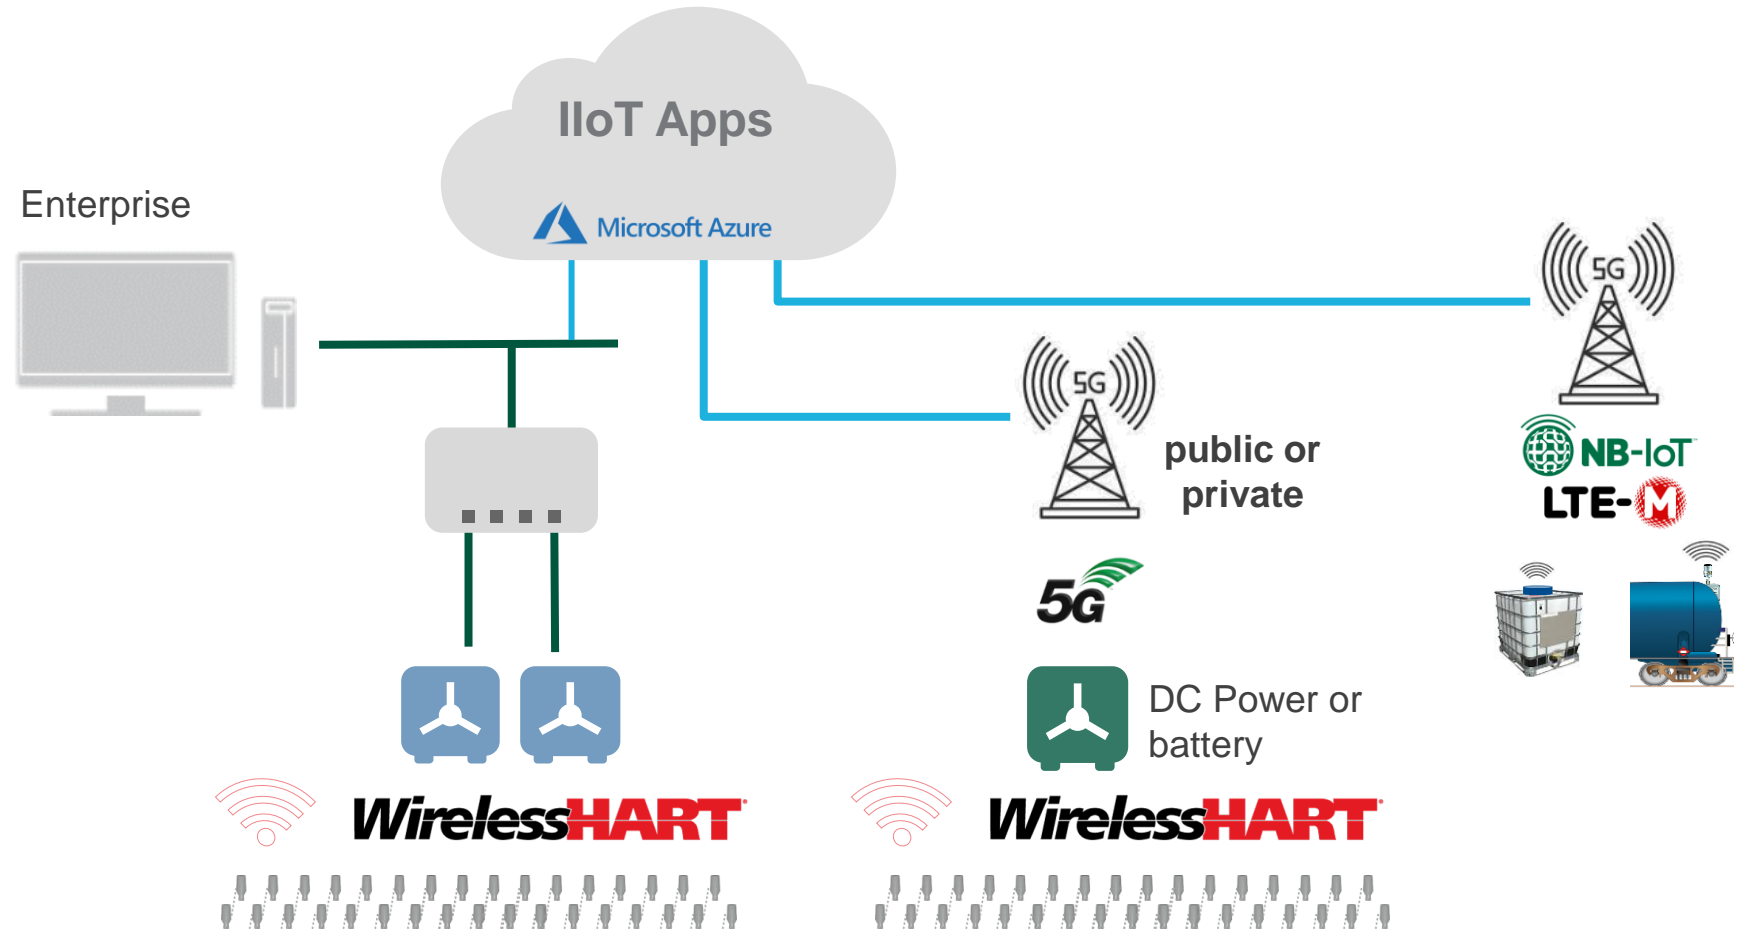 IIoT Apps
Microsoft Azure
Enterprise
5G
5G
public or
private
NB-IoT™
LTE-M
5G
DC Power or
battery
WirelessHART
WirelessHART